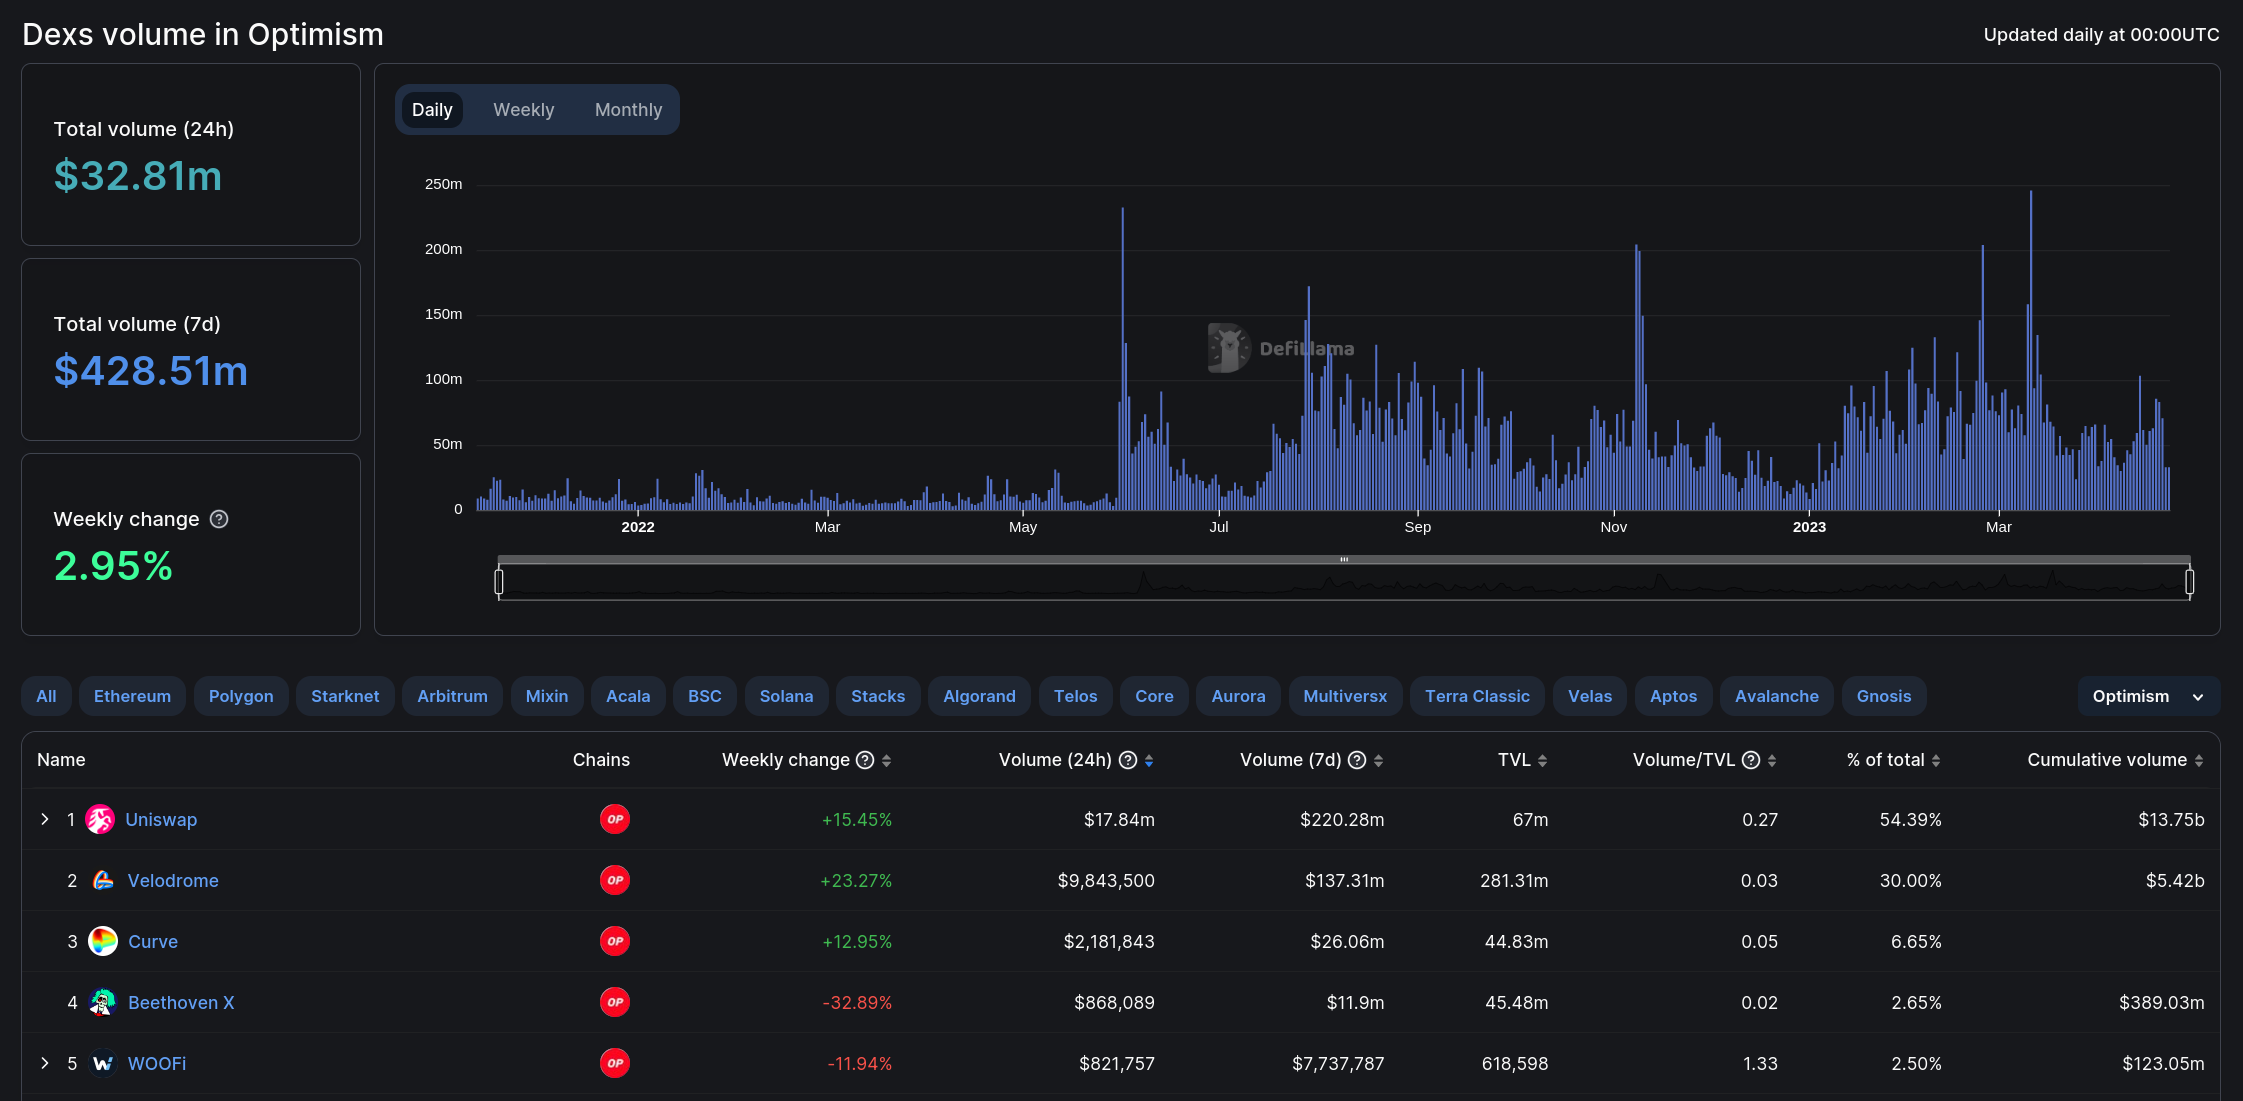 Dexs volume in Optimism
Updated daily at 00:00UTC
Total volume (24h)
$32.81m
Total volume (7d)
$428.51m
Weekly change
2.95%
Daily Weekly Monthly
250m
200m
150m
100m
50m
0
DefiLlama
2022 Mar May Jul Sep Nov 2023 Mar
All Ethereum Polygon Starknet Arbitrum Mixin Acala BSC Solana Stacks Algorand Telos Core Aurora Multiversx Terra Classic Velas Aptos Avalanche Gnosis Optimism
Name Chains Weekly change Volume (24h) Volume (7d) TVL Volume/TVL % of total Cumulative volume
1 Uniswap OP +15.45% $17.84m $220.28m 67m 0.27 54.39% $13.75b
2 Velodrome OP +23.27% $9,843,500 $137.31m 281.31m 0.03 30.00% $5.42b
3 Curve OP +12.95% $2,181,843 $26.06m 44.83m 0.05 6.65%
4 Beethoven X OP -32.89% $868,089 $11.9m 45.48m 0.02 2.65% $389.03m
5 WOOFi OP -11.94% $821,757 $7,737,787 618,598 1.33 2.50% $123.05m